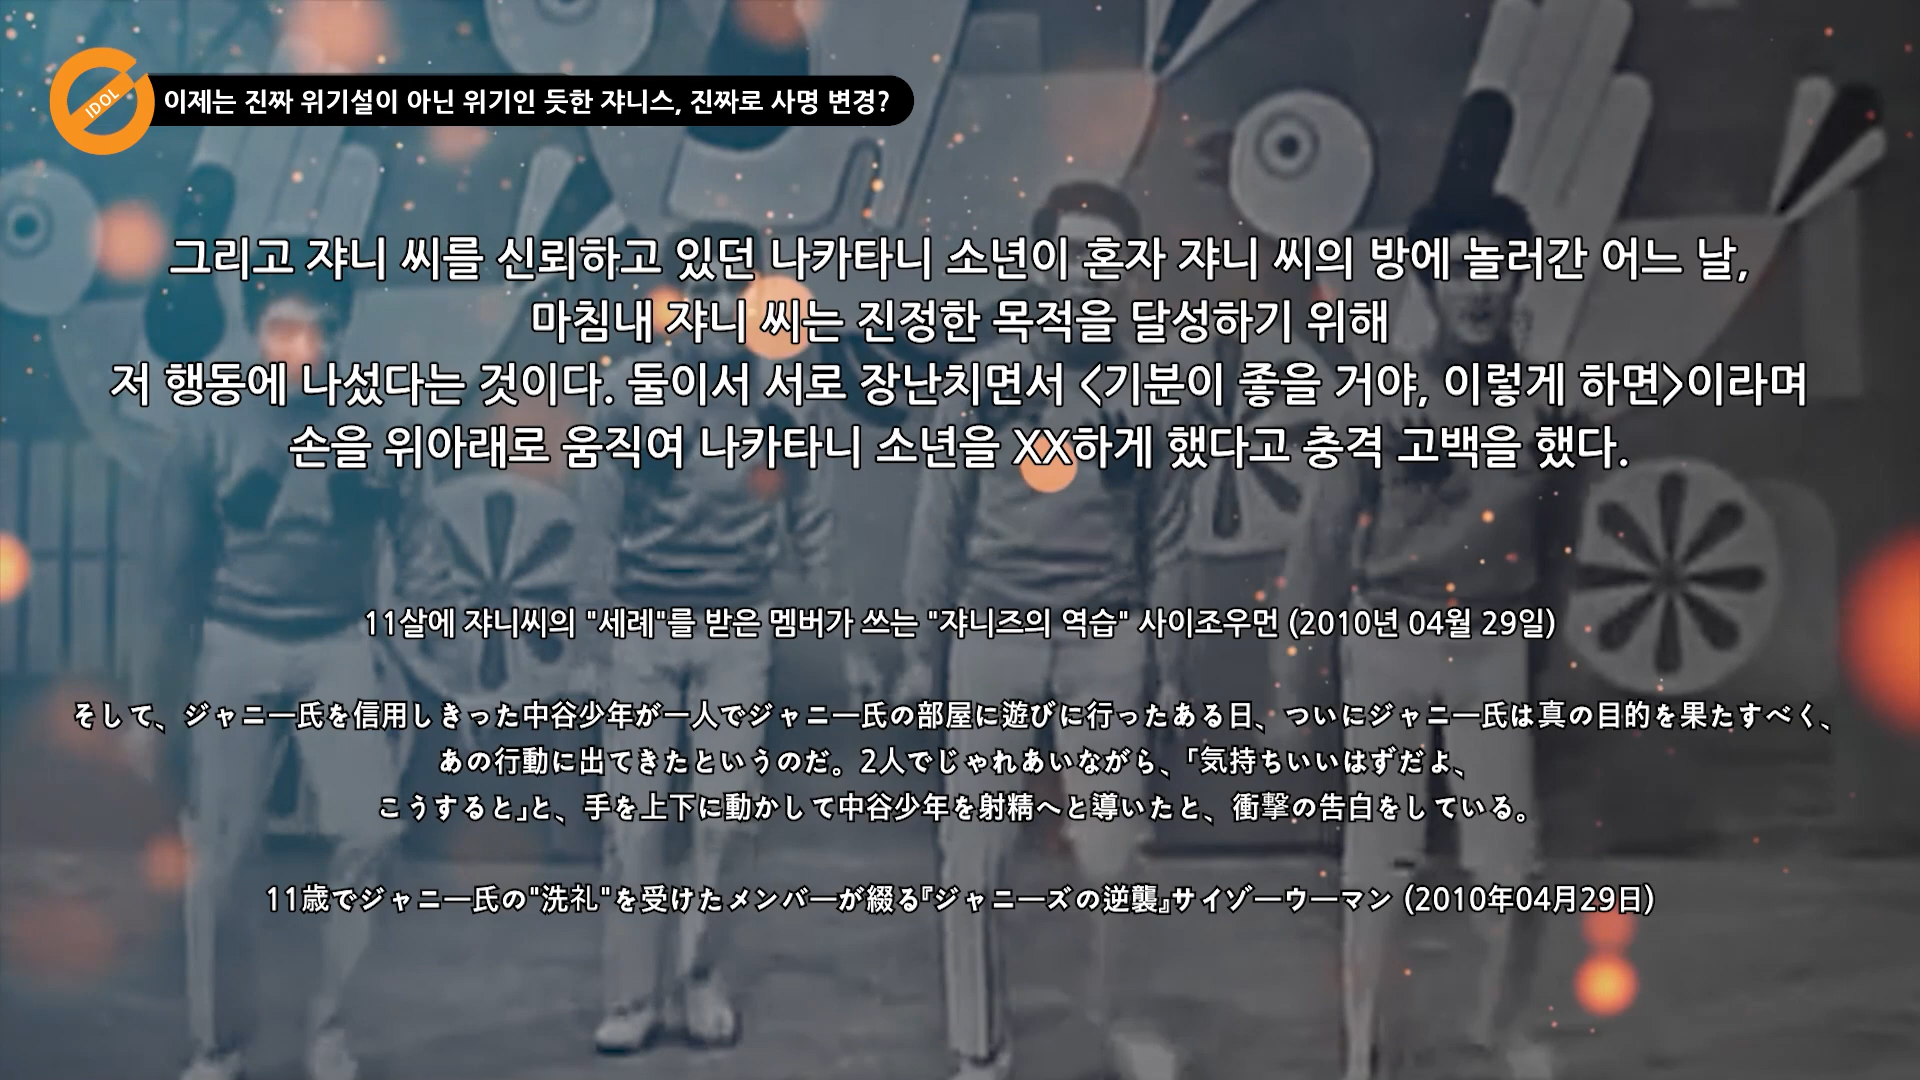 IDOL
이제는 진짜 위기설이 아닌 위기인 듯한 쟈니스, 진짜로 사명 변경?
그리고 쟈니 씨를 신뢰하고 있던 나카타니 소년이 혼자 쟈니 씨의 방에 놀러간 어느 날,
마침내 쟈니 씨는 진정한 목적을 달성하기 위해
저 행동에 나섰다는 것이다. 둘이서 서로 장난치면서 <기분이 좋을 거야, 이렇게 하면>이라며
손을 위아래로 움직여 나카타니 소년을 XX하게 했다고 충격 고백을 했다.
11살에 쟈니씨의 "세례"를 받은 멤버가 쓰는 "쟈니즈의 역습" 사이조우먼 (2010년 04월 29일)
そして、ジャニー氏を信用しきった中谷少年が一人でジャニー氏の部屋に遊びに行ったある日、ついにジャニー氏は真の目的を果たすべく、
あの行動に出てきたというのだ。2人でじゃれあいながら、「気持ちいいはずだよ、
こうすると」と、手を上下に動かして中谷少年を射精へと導いたと、衝撃の告白をしている。
11歳でジャニー氏の"洗礼"を受けたメンバーが綴る『ジャニーズの逆襲』サイゾーウーマン (2010年04月29日)